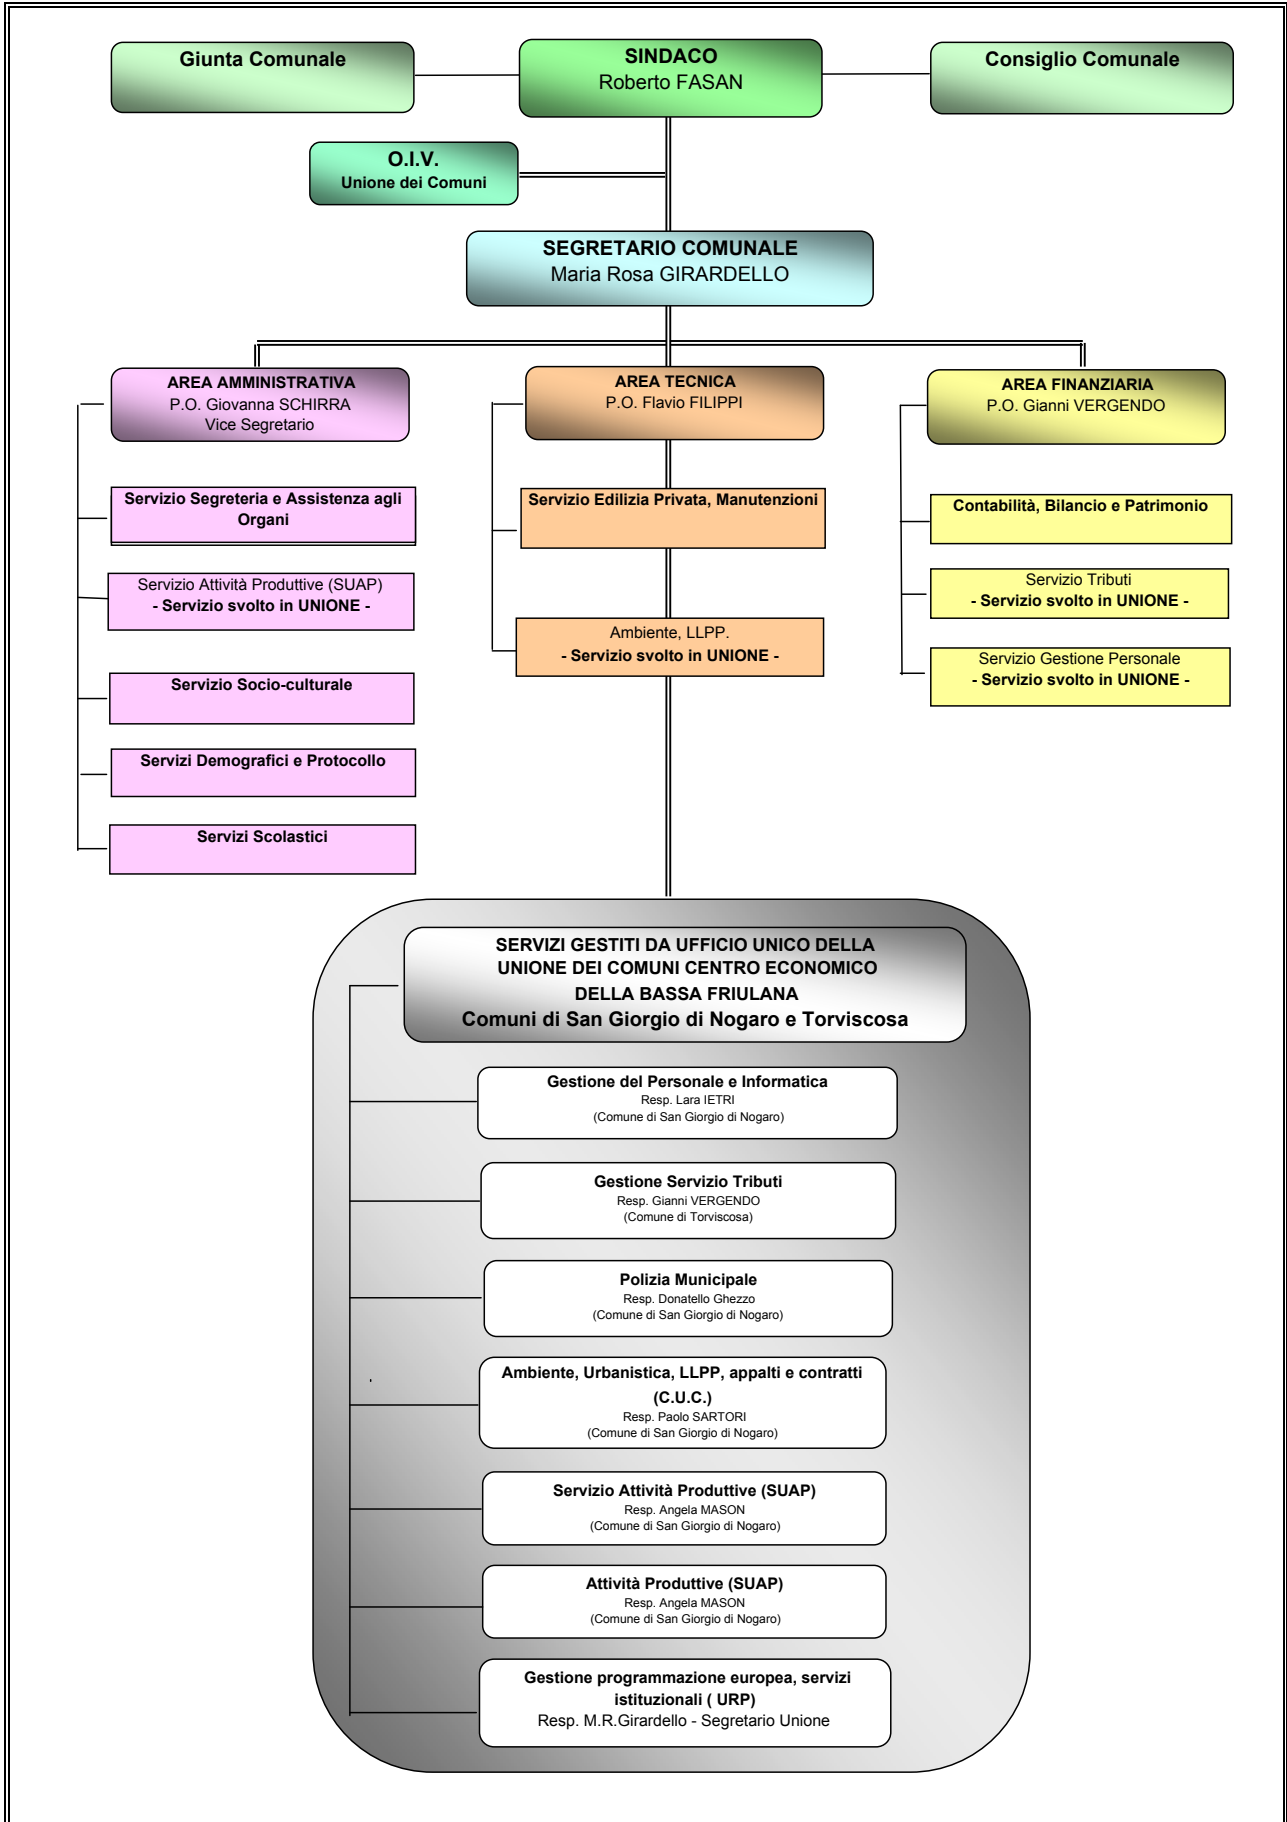 Giunta Comunale
SINDACO
Roberto FASAN
Consiglio Comunale
O.I.V.
Unione dei Comuni
SEGRETARIO COMUNALE
Maria Rosa GIRARDELLO
AREA AMMINISTRATIVA
P.O. Giovanna SCHIRRA
Vice Segretario
Servizio Segreteria e Assistenza agli
Organi
Servizio Attività Produttive (SUAP)
- Servizio svolto in UNIONE -
Servizio Socio-culturale
Servizi Demografici e Protocollo
Servizi Scolastici
AREA TECNICA
P.O. Flavio FILIPPI
Servizio Edilizia Privata, Manutenzioni
Ambiente, LLPP.
- Servizio svolto in UNIONE -
AREA FINANZIARIA
P.O. Gianni VERGENDO
Contabilità, Bilancio e Patrimonio
Servizio Tributi
- Servizio svolto in UNIONE -
Servizio Gestione Personale
- Servizio svolto in UNIONE -
SERVIZI GESTITI DA UFFICIO UNICO DELLA
UNIONE DEI COMUNI CENTRO ECONOMICO
DELLA BASSA FRIULANA
Comuni di San Giorgio di Nogaro e Torviscosa
Gestione del Personale e Informatica
Resp. Lara IETRI
(Comune di San Giorgio di Nogaro)
Gestione Servizio Tributi
Resp. Gianni VERGENDO
(Comune di Torviscosa)
Polizia Municipale
Resp. Donatello Ghezzo
(Comune di San Giorgio di Nogaro)
Ambiente, Urbanistica, LLPP, appalti e contratti
(C.U.C.)
Resp. Paolo SARTORI
(Comune di San Giorgio di Nogaro)
Servizio Attività Produttive (SUAP)
Resp. Angela MASON
(Comune di San Giorgio di Nogaro)
Attività Produttive (SUAP)
Resp. Angela MASON
(Comune di San Giorgio di Nogaro)
Gestione programmazione europea, servizi
istituzionali ( URP)
Resp. M.R.Girardello - Segretario Unione